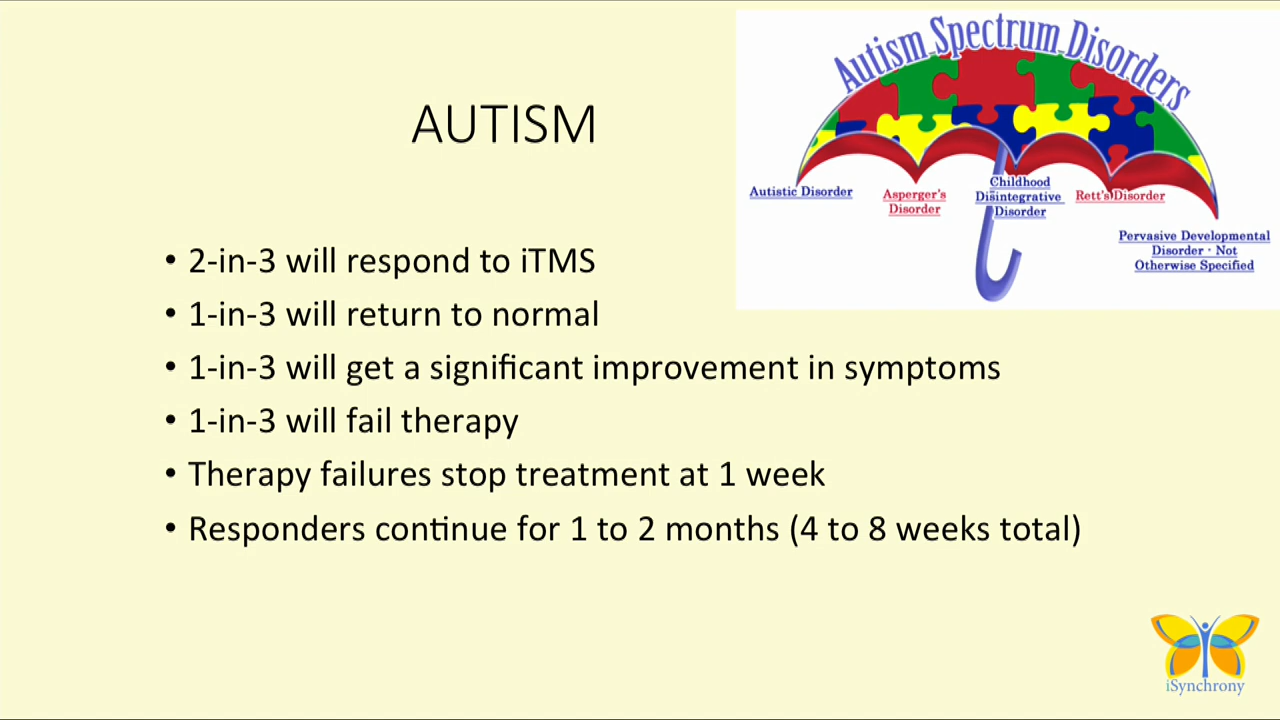 Autism Spectrum Disorders
AUTISM
Autistic Disorder
Asperger's
Disorder
Childhood
Disintegrative
Disorder
Rett's Disorder
Pervasive Developmental
Disorder · Not
Otherwise Specified
• 2-in-3 will respond to iTMS
• 1-in-3 will return to normal
• 1-in-3 will get a significant improvement in symptoms
• 1-in-3 will fail therapy
• Therapy failures stop treatment at 1 week
• Responders continue for 1 to 2 months (4 to 8 weeks total)
iSynchrony